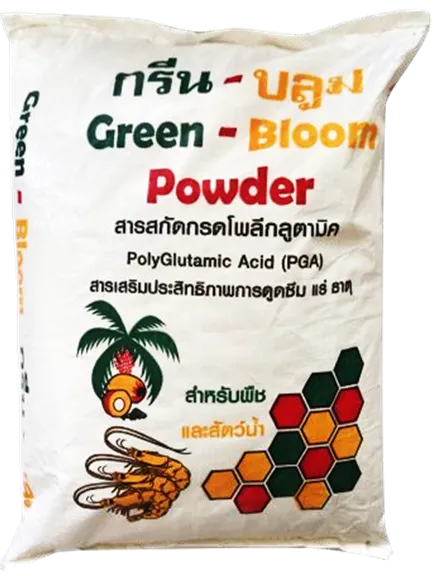 กรีน - บลูม
Green - Bloom
Powder
สารสกัดกรดโพลีกลูตามิค
PolyGlutamic Acid (PGA)
สารเสริมประสิทธิภาพการดูดซึม แร่ ธาตุ
สำหรับพืช
และสัตว์น้ำ
Green - Bloom